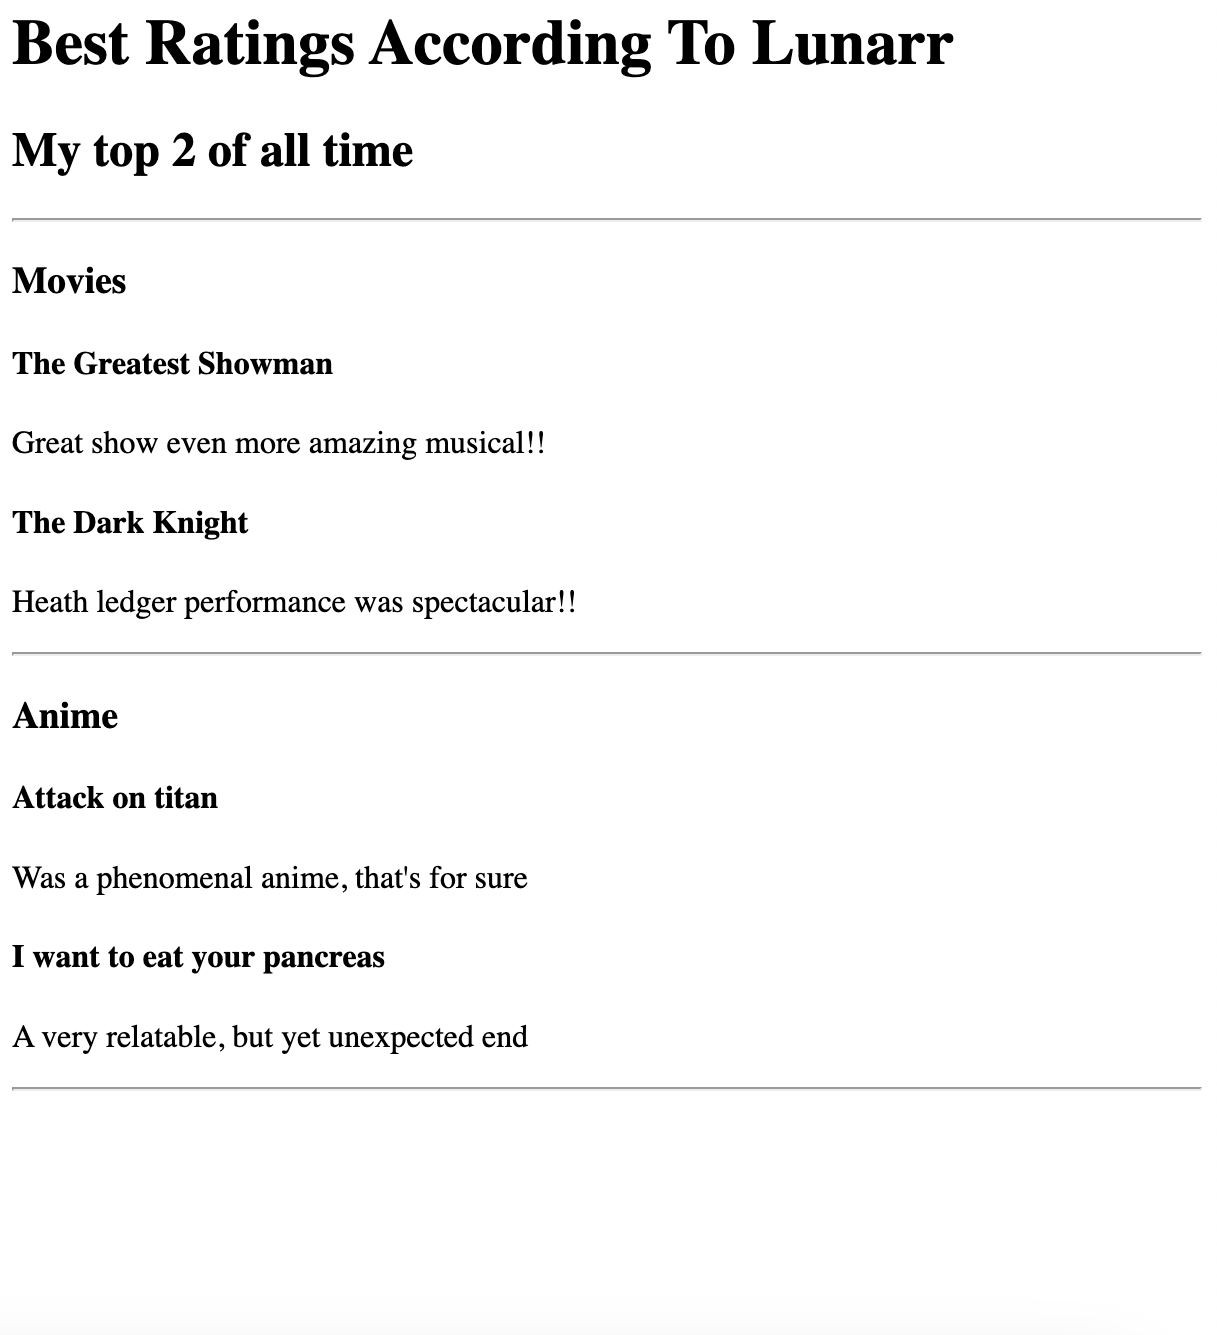 Best Ratings According To Lunarr
My top 2 of all time
Movies
The Greatest Showman
Great show even more amazing musical!!
The Dark Knight
Heath ledger performance was spectacular!!
Anime
Attack on titan
Was a phenomenal anime, that's for sure
I want to eat your pancreas
A very relatable, but yet unexpected end